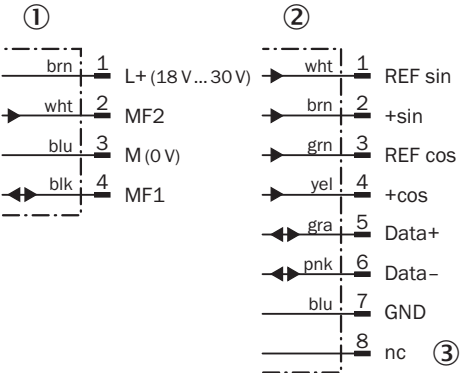 ① ②
brn 1 L+ (18 V ... 30 V)
wht 2 MF2
blu 3 M (0 V)
blk 4 MF1
wht 1 REF sin
brn 2 +sin
grn 3 REF cos
yel 4 +cos
gra 5 Data+
pnk 6 Data–
blu 7 GND
8 nc ③